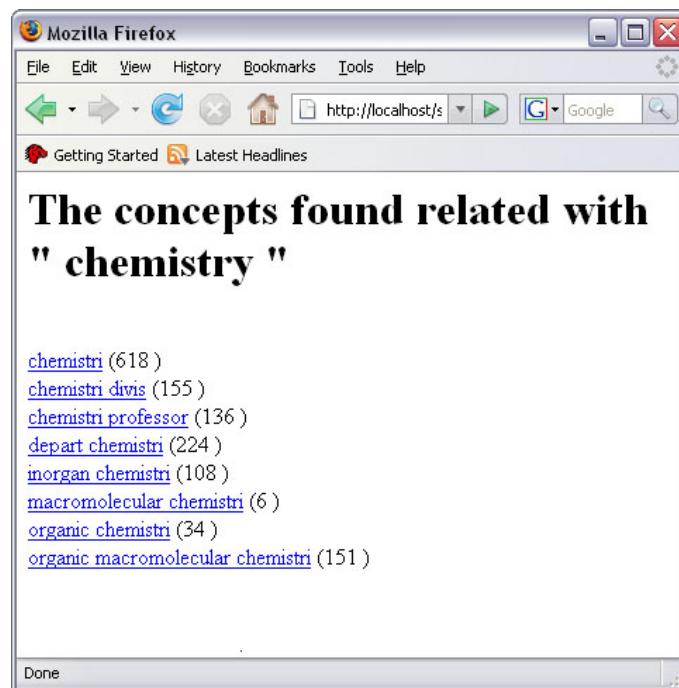 Mozilla Firefox
File Edit View History Bookmarks Tools Help
http://localhost/s G Google
Getting Started Latest Headlines
The concepts found related with
" chemistry "
chemistri (618 )
chemistri divis (155 )
chemistri professor (136 )
depart chemistri (224 )
inorgan chemistri (108 )
macromolecular chemistri (6 )
organic chemistri (34 )
organic macromolecular chemistri (151 )
Done